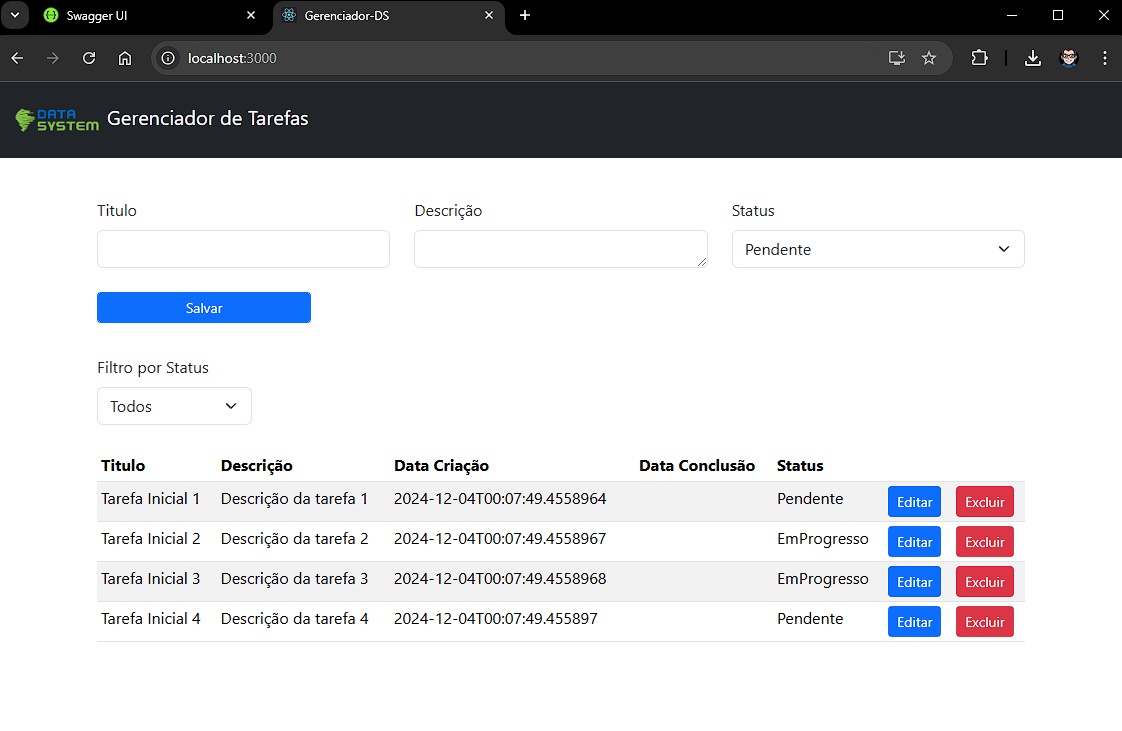 Swagger UI
Gerenciador-DS
localhost:3000
DATA
SYSTEM
Gerenciador de Tarefas
Titulo Descrição Status
Pendente
Salvar
Filtro por Status
Todos
Titulo Descrição Data Criação Data Conclusão Status
Tarefa Inicial 1 Descrição da tarefa 1 2024-12-04T00:07:49.4558964 Pendente Editar Excluir
Tarefa Inicial 2 Descrição da tarefa 2 2024-12-04T00:07:49.4558967 EmProgresso Editar Excluir
Tarefa Inicial 3 Descrição da tarefa 3 2024-12-04T00:07:49.4558968 EmProgresso Editar Excluir
Tarefa Inicial 4 Descrição da tarefa 4 2024-12-04T00:07:49.455897 Pendente Editar Excluir